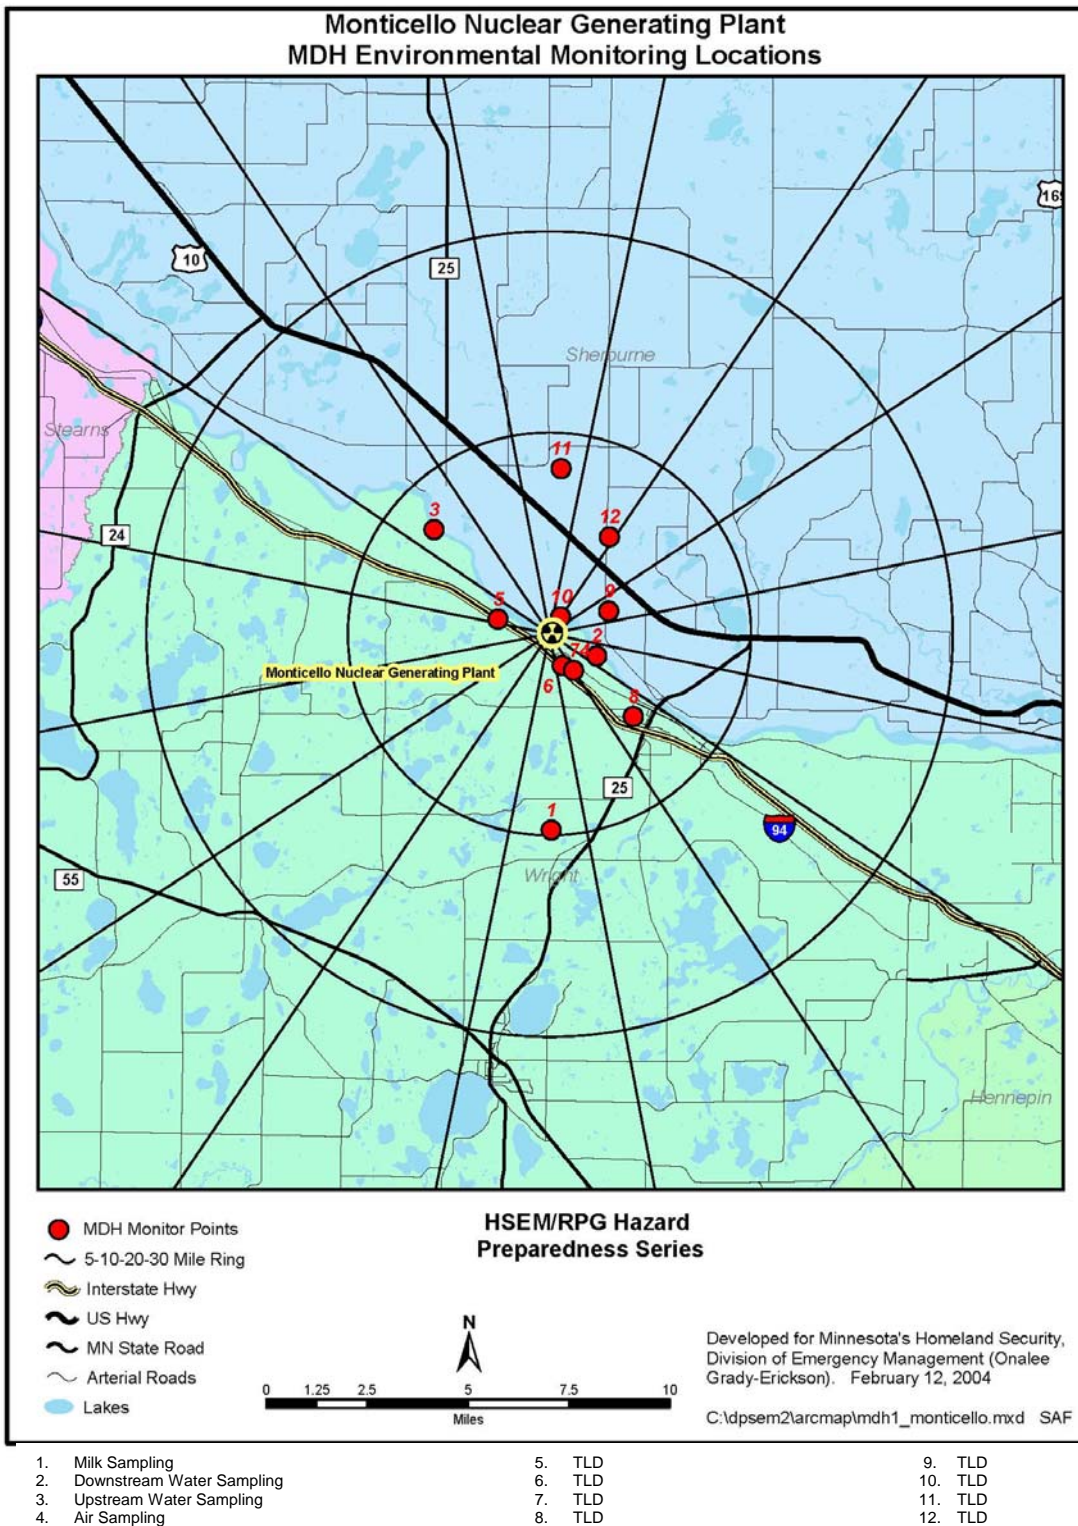 Monticello Nuclear Generating Plant
MDH Environmental Monitoring Locations
169
10
25
Sherburne
Stearns
11
3
12
24
5
10
9
2
74
Monticello Nuclear Generating Plant
6
8
25
1
94
55
Wright
Hennepin
MDH Monitor Points
5-10-20-30 Mile Ring
Interstate Hwy
US Hwy
MN State Road
Arterial Roads
Lakes
HSEM/RPG Hazard
Preparedness Series
N
0 1.25 2.5 5 7.5 10
Miles
Developed for Minnesota's Homeland Security,
Division of Emergency Management (Onalee
Grady-Erickson). February 12, 2004
C:\dpsem2\arcmap\mdh1_monticello.mxd SAF
1. Milk Sampling 5. TLD 9. TLD
2. Downstream Water Sampling 6. TLD 10. TLD
3. Upstream Water Sampling 7. TLD 11. TLD
4. Air Sampling 8. TLD 12. TLD